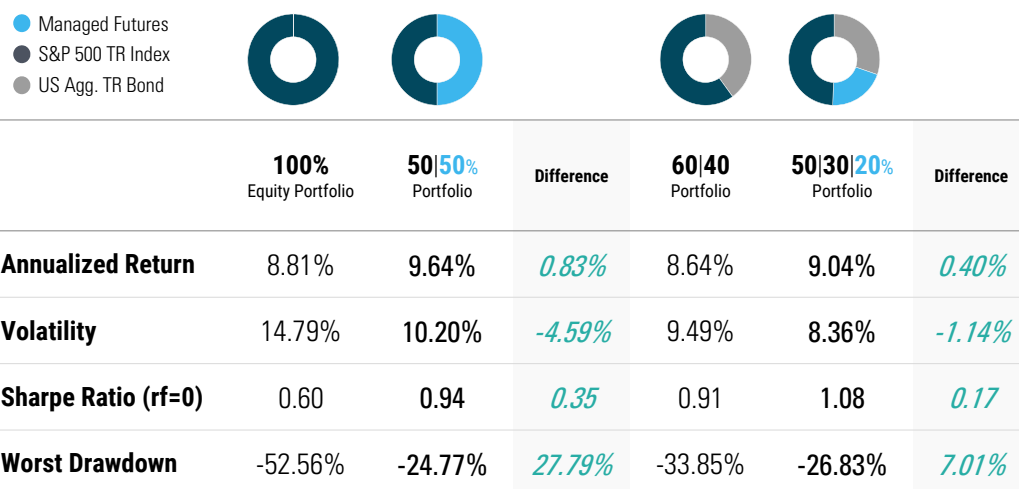 Managed Futures
S&P 500 TR Index
US Agg. TR Bond
100% 50|50% Difference 60|40 50|30|20% Difference
Equity Portfolio Portfolio Portfolio Portfolio
Annualized Return 8.81% 9.64% 0.83% 8.64% 9.04% 0.40%
Volatility 14.79% 10.20% -4.59% 9.49% 8.36% -1.14%
Sharpe Ratio (rf=0) 0.60 0.94 0.35 0.91 1.08 0.17
Worst Drawdown -52.56% -24.77% 27.79% -33.85% -26.83% 7.01%